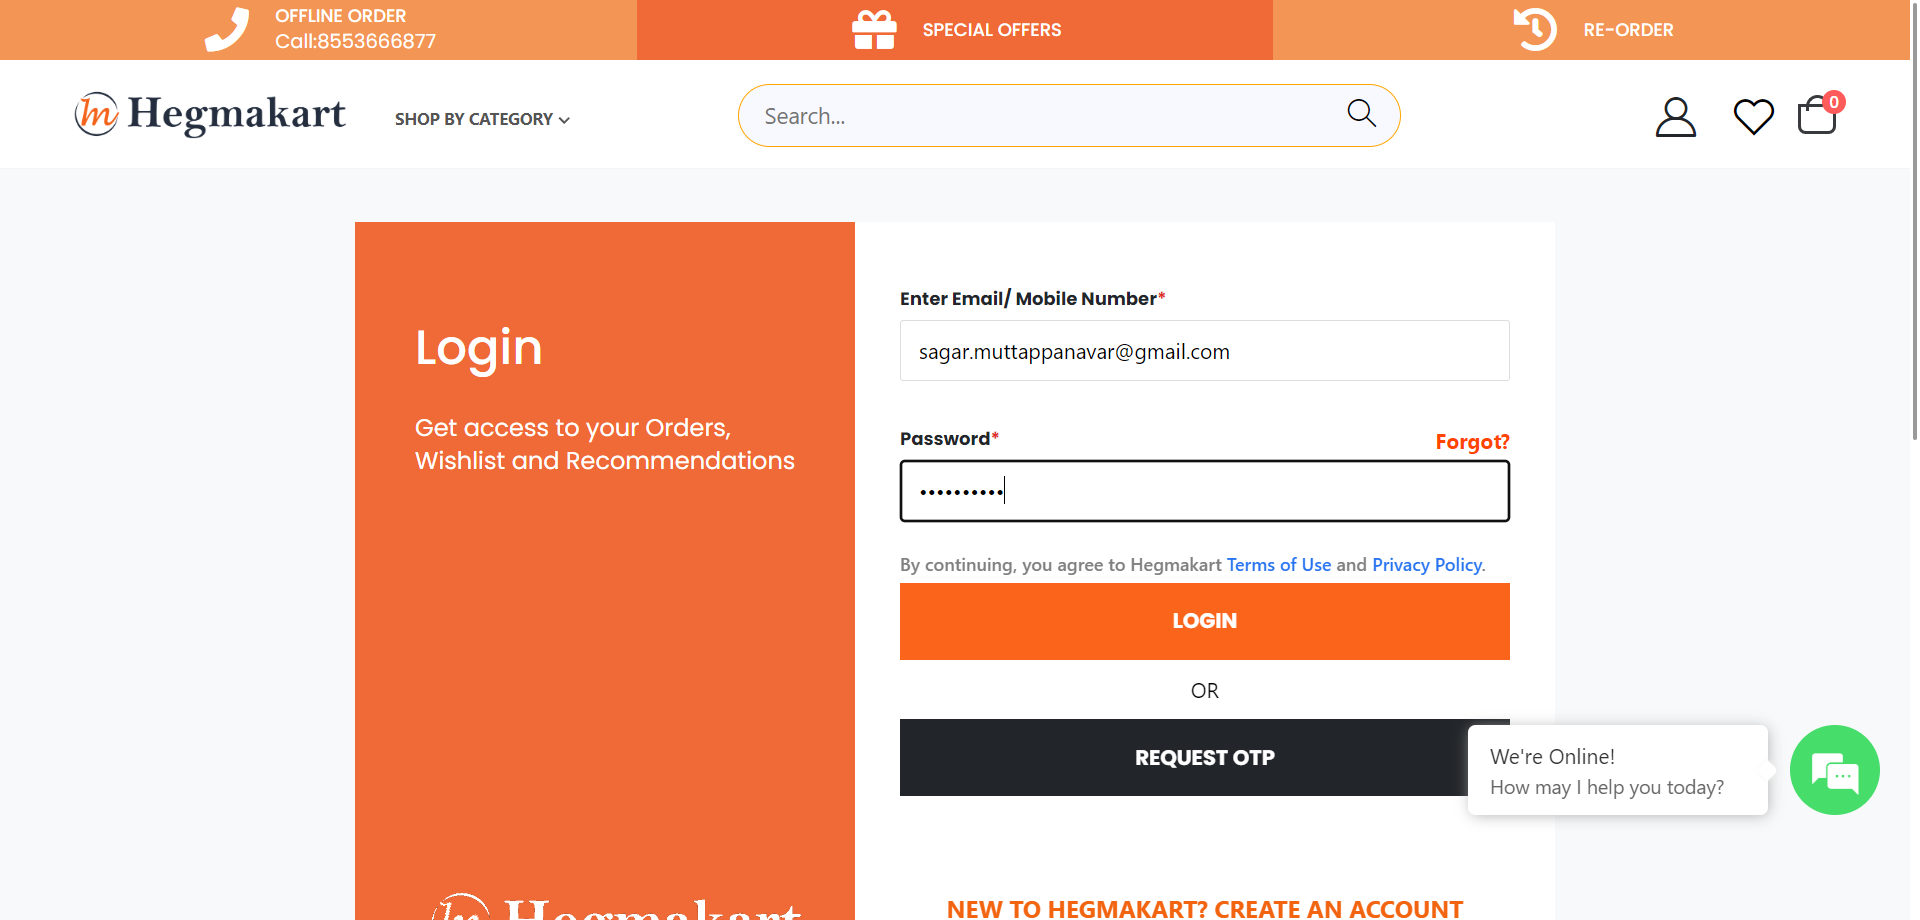 OFFLINE ORDER
Call:8553666877
SPECIAL OFFERS
RE-ORDER
Hegmakart
SHOP BY CATEGORY
Search...
0
Login
Get access to your Orders,
Wishlist and Recommendations
Enter Email/ Mobile Number*
sagar.muttappanavar@gmail.com
Password*
Forgot?
••••••••••
By continuing, you agree to Hegmakart Terms of Use and Privacy Policy.
LOGIN
OR
REQUEST OTP
We're Online!
How may I help you today?
Hegmakart
NEW TO HEGMAKART? CREATE AN ACCOUNT